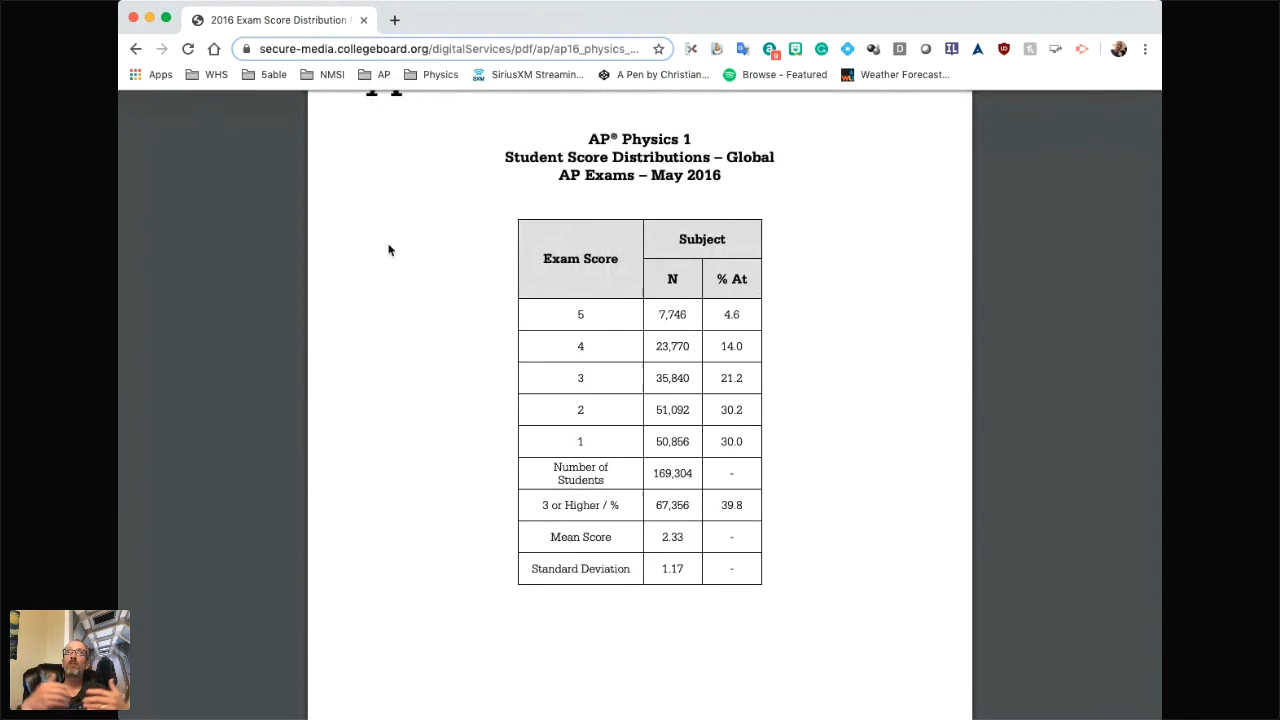 2016 Exam Score Distribution
secure-media.collegeboard.org/digitalServices/pdf/ap/ap16_physics_...
9
D
IL
Apps WHS 5able NMSI AP Physics SiriusXM Streamin... A Pen by Christian... Browse - Featured Weather Forecast...
AP® Physics 1
Student Score Distributions – Global
AP Exams – May 2016
Exam Score
Subject
N % At
5 7,746 4.6
4 23,770 14.0
3 35,840 21.2
2 51,092 30.2
1 50,856 30.0
Number of
Students 169,304 -
3 or Higher / % 67,356 39.8
Mean Score 2.33 -
Standard Deviation 1.17 -